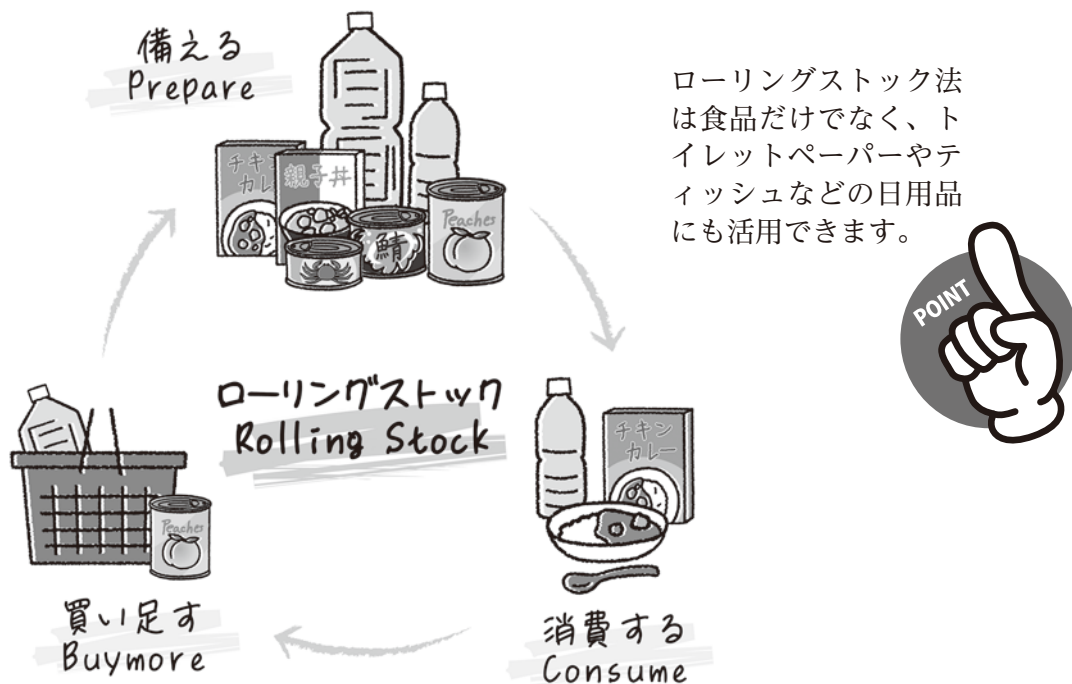 備える
Prepare
チキン
カレー
親子丼
鯖
Peaches
ローリングストック法
は食品だけでなく、ト
イレットペーパーやテ
ィッシュなどの日用品
にも活用できます。
POINT
ローリングストック
Rolling Stock
チキン
カレー
Peaches
買い足す
Buymore
消費する
Consume